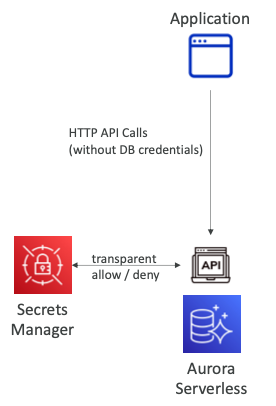 Application
HTTP API Calls
(without DB credentials)
transparent
allow / deny
API
Secrets
Manager
Aurora
Serverless